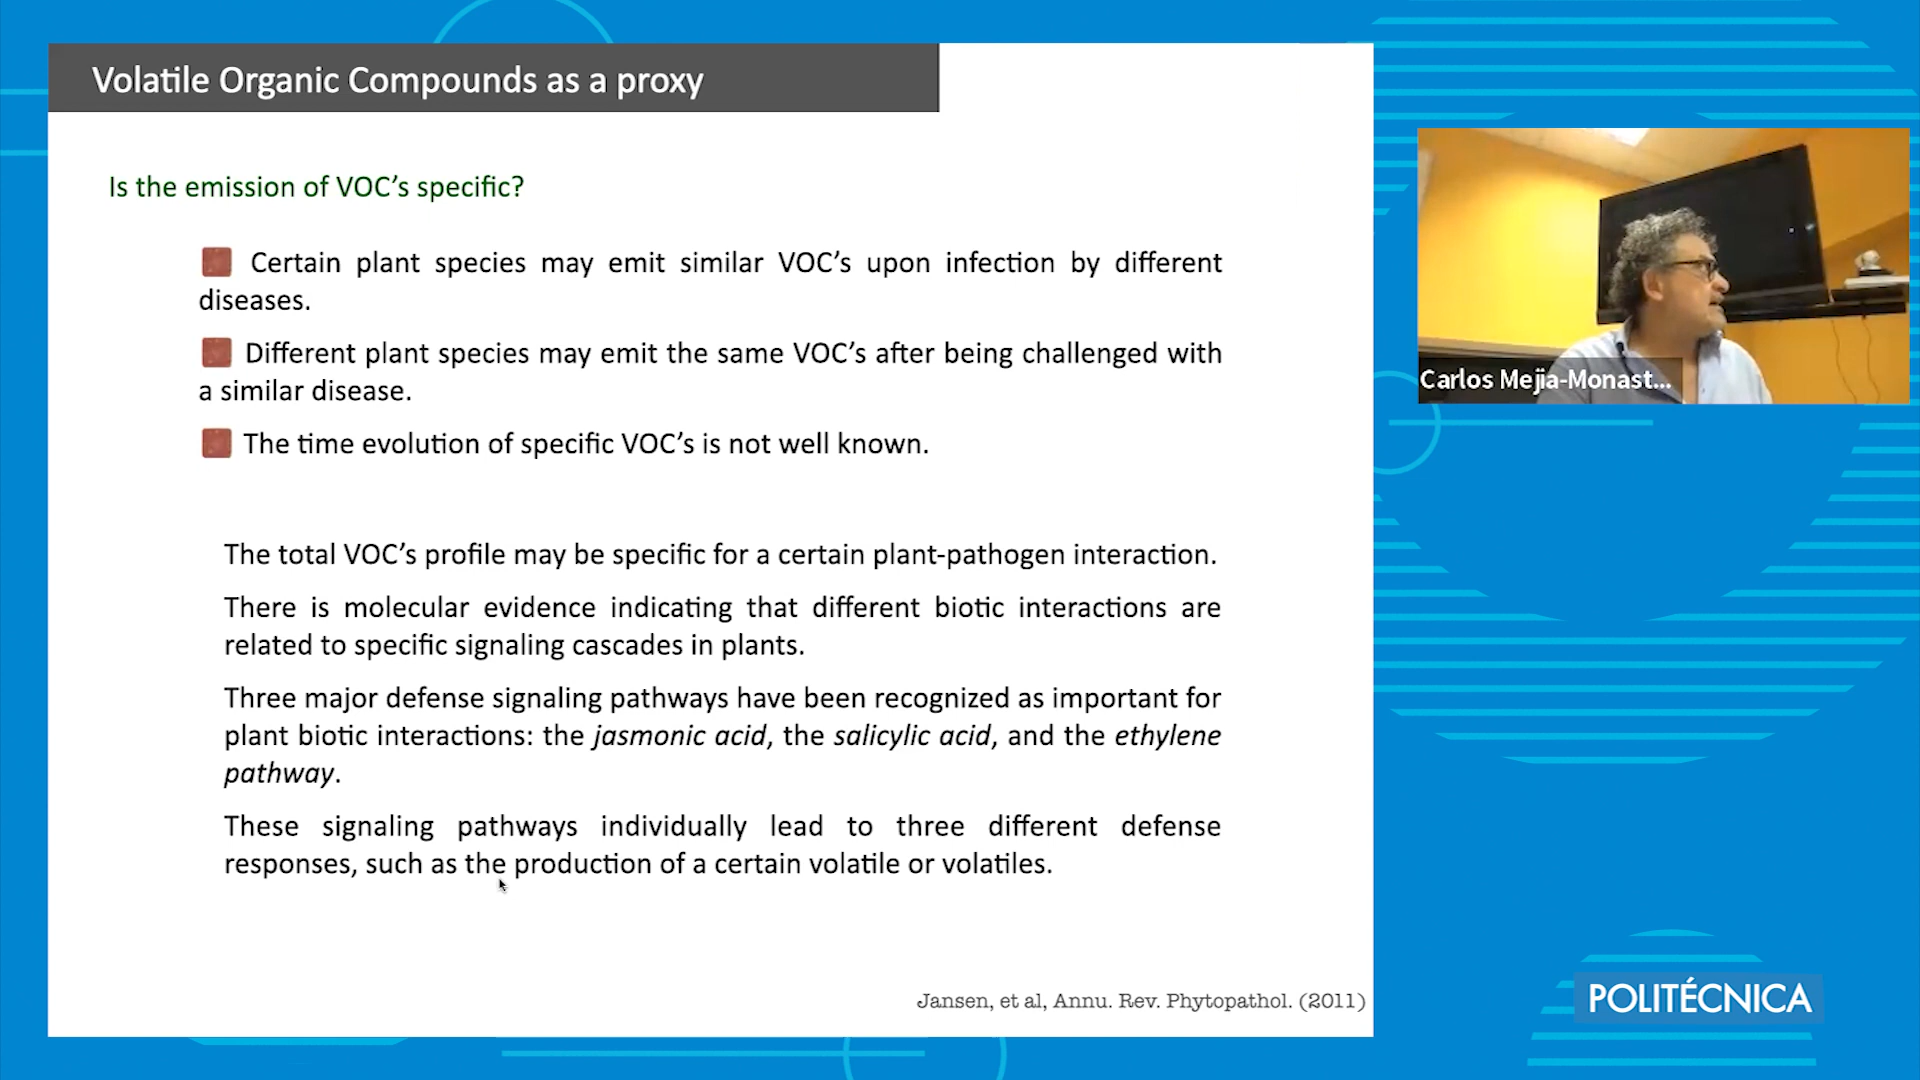 Volatile Organic Compounds as a proxy
Is the emission of VOC's specific?
Certain plant species may emit similar VOC's upon infection by different
diseases.
Different plant species may emit the same VOC's after being challenged with
a similar disease.
The time evolution of specific VOC's is not well known.
The total VOC's profile may be specific for a certain plant-pathogen interaction.
There is molecular evidence indicating that different biotic interactions are
related to specific signaling cascades in plants.
Three major defense signaling pathways have been recognized as important for
plant biotic interactions: the jasmonic acid, the salicylic acid, and the ethylene
pathway.
These signaling pathways individually lead to three different defense
responses, such as the production of a certain volatile or volatiles.
Jansen, et al, Annu. Rev. Phytopathol. (2011)
Carlos Mejia-Monast...
POLITÉCNICA